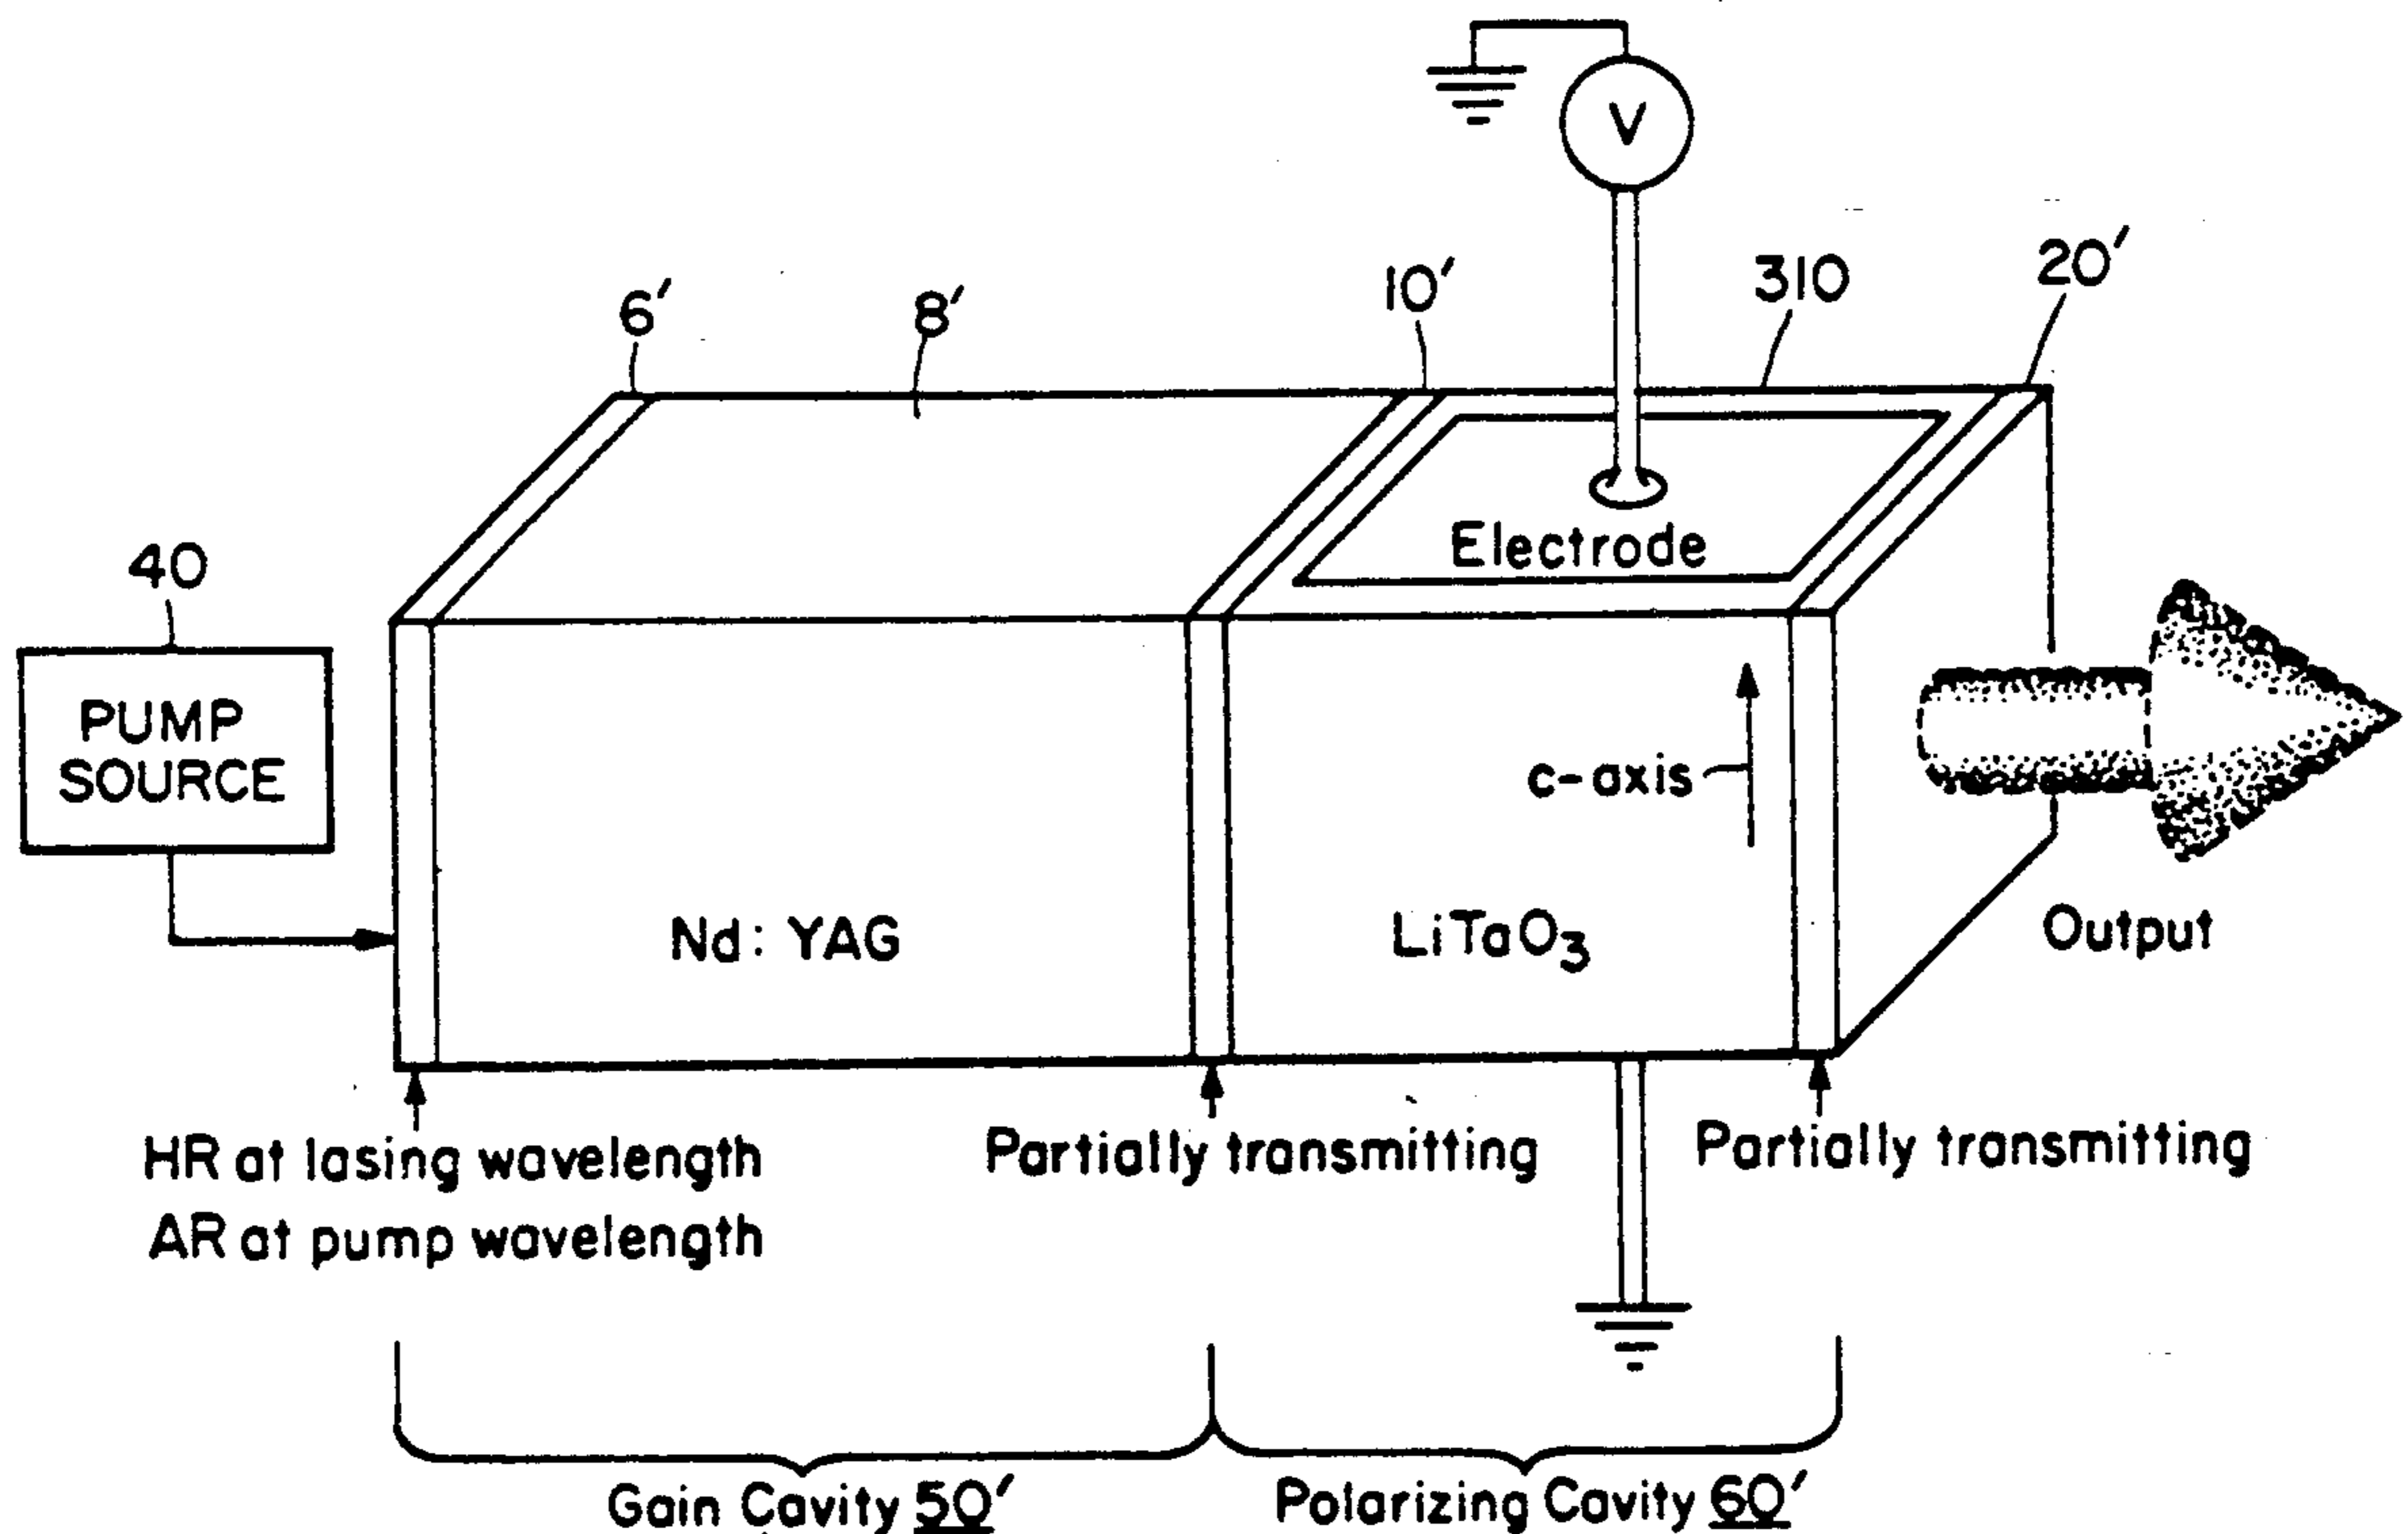 V
6′
8′
10′
310
20′
40
Electrode
PUMP
SOURCE
c-axis
Nd: YAG
LiTaO3
Output
HR at lasing wavelength
AR at pump wavelength
Partially transmitting
Partially transmitting
Gain Cavity 50′
Polarizing Cavity 60′